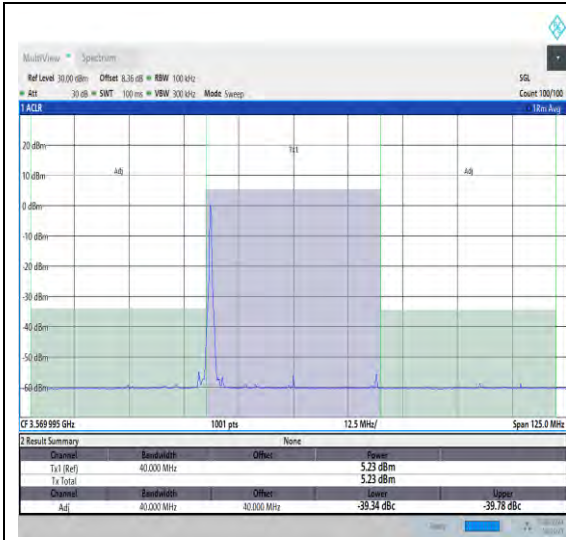 MultiView Spectrum
Ref Level 30.00 dBm Offset 8.36 dB RBW 100 kHz SGL
Att 30 dB SWT 100 ms VBW 300 kHz Mode Sweep Count 100/100
1 ACLR 1Rm Avg
20 dBm
Tx1
Adj Adj
10 dBm
0 dBm
-10 dBm
-20 dBm
-30 dBm
-40 dBm
-50 dBm
-60 dBm
CF 3.569 995 GHz 1001 pts 12.5 MHz/ Span 125.0 MHz
2 Result Summary None
Channel Bandwidth Offset Power
Tx1 (Ref) 40.000 MHz 5.23 dBm
Tx Total 5.23 dBm
Channel Bandwidth Offset Lower Upper
Adj 40.000 MHz 40.000 MHz -39.34 dBc -39.78 dBc